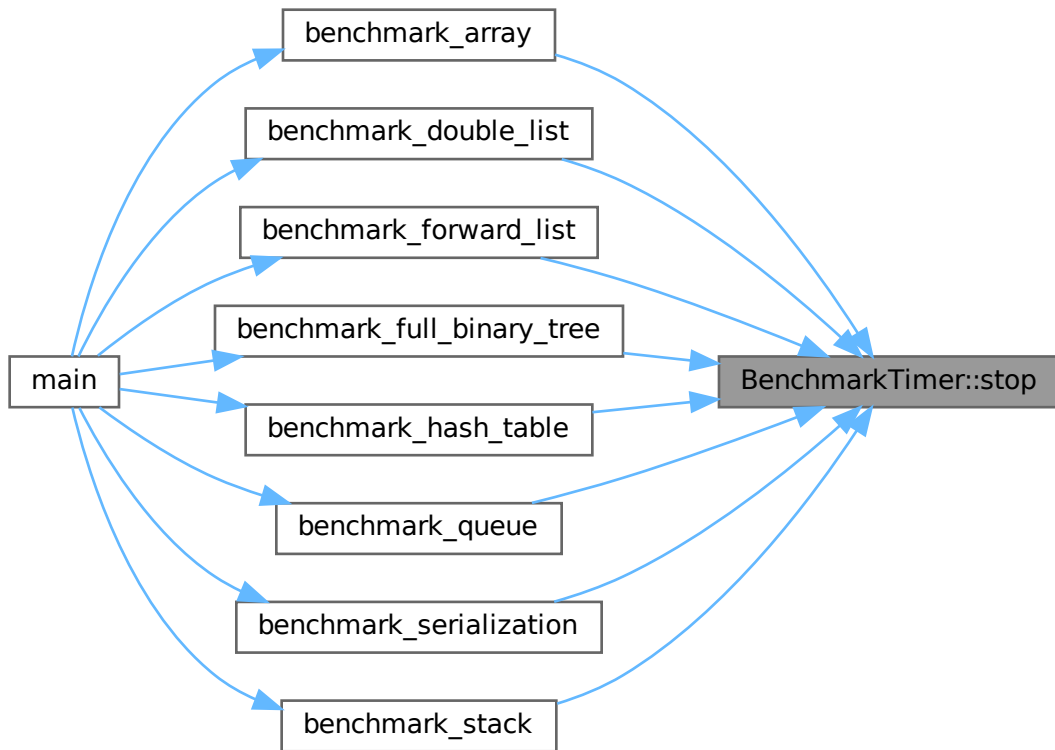 benchmark_array
benchmark_double_list
benchmark_forward_list
benchmark_full_binary_tree
main
BenchmarkTimer::stop
benchmark_hash_table
benchmark_queue
benchmark_serialization
benchmark_stack